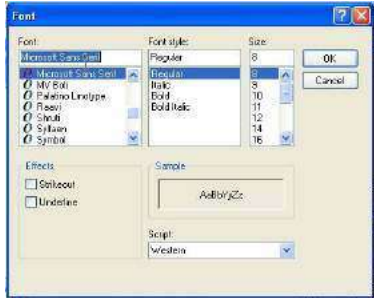 Font
Font: Font style: Size:
Microsoft Sans Serif Regular 8 OK
Microsoft Sans Serif Regular 8 Cancel
MV Boli Italic 9
Palatino Linotype Bold 10
Raavi Bold Italic 11
Shruti 12
Sylfaen 14
Symbol 16
Effects Sample
Strikeout AaBbYyZz
Underline
Script:
Western